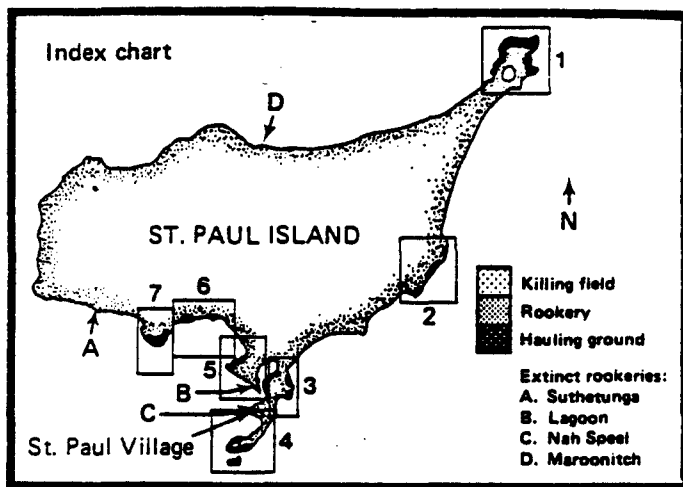 Index chart
1
D
ST. PAUL ISLAND
N
6
7
2
A
5
3
B
C
4
St. Paul Village
Killing field
Rookery
Hauling ground
Extinct rookeries:
A. Suthetunga
B. Lagoon
C. Nah Speel
D. Maroonitch